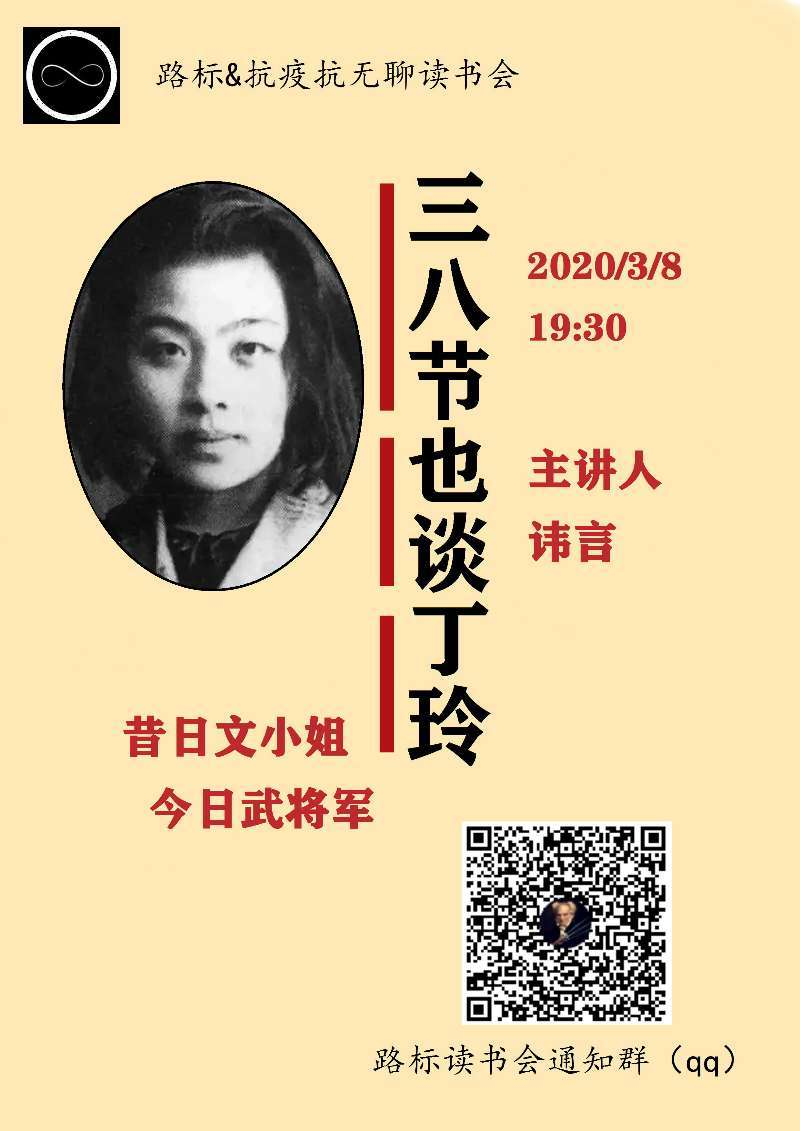 路标&抗疫抗无聊读书会
三八节也谈丁玲
2020/3/8
19:30
主讲人
讳言
昔日文小姐
今日武将军
路标读书会通知群（qq）